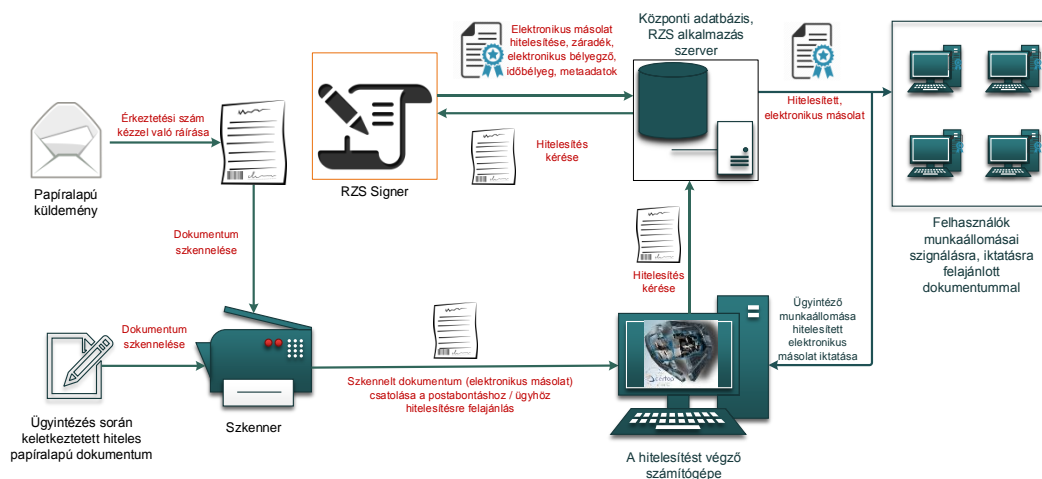 Elektronikus másolat
hitelesítése, záradék,
elektronikus bélyegző,
időbélyeg, metaadatok
Központi adatbázis,
RZS alkalmazás
szerver
Érkeztetési szám
kézzel való ráírása
Hitelesített,
elektronikus másolat
Hitelesítés
kérése
Papíralapú
küldemény
RZS Signer
Felhasználók
munkaállomásai
szignálásra, iktatásra
felajánlott
dokumentummal
Dokumentum
szkennelése
Hitelesítés
kérése
Ügyintéző
munkaállomása
hitelesített
elektronikus
másolat iktatása
Dokumentum
szkennelése
Szkennelt dokumentum (elektronikus másolat)
csatolása a postabontáshoz / ügyhöz
hitelesítésre felajánlás
Ügyintézés során
keletkeztetett hiteles
papíralapú dokumentum
Szkenner
A hitelesítést végző
számítógépe